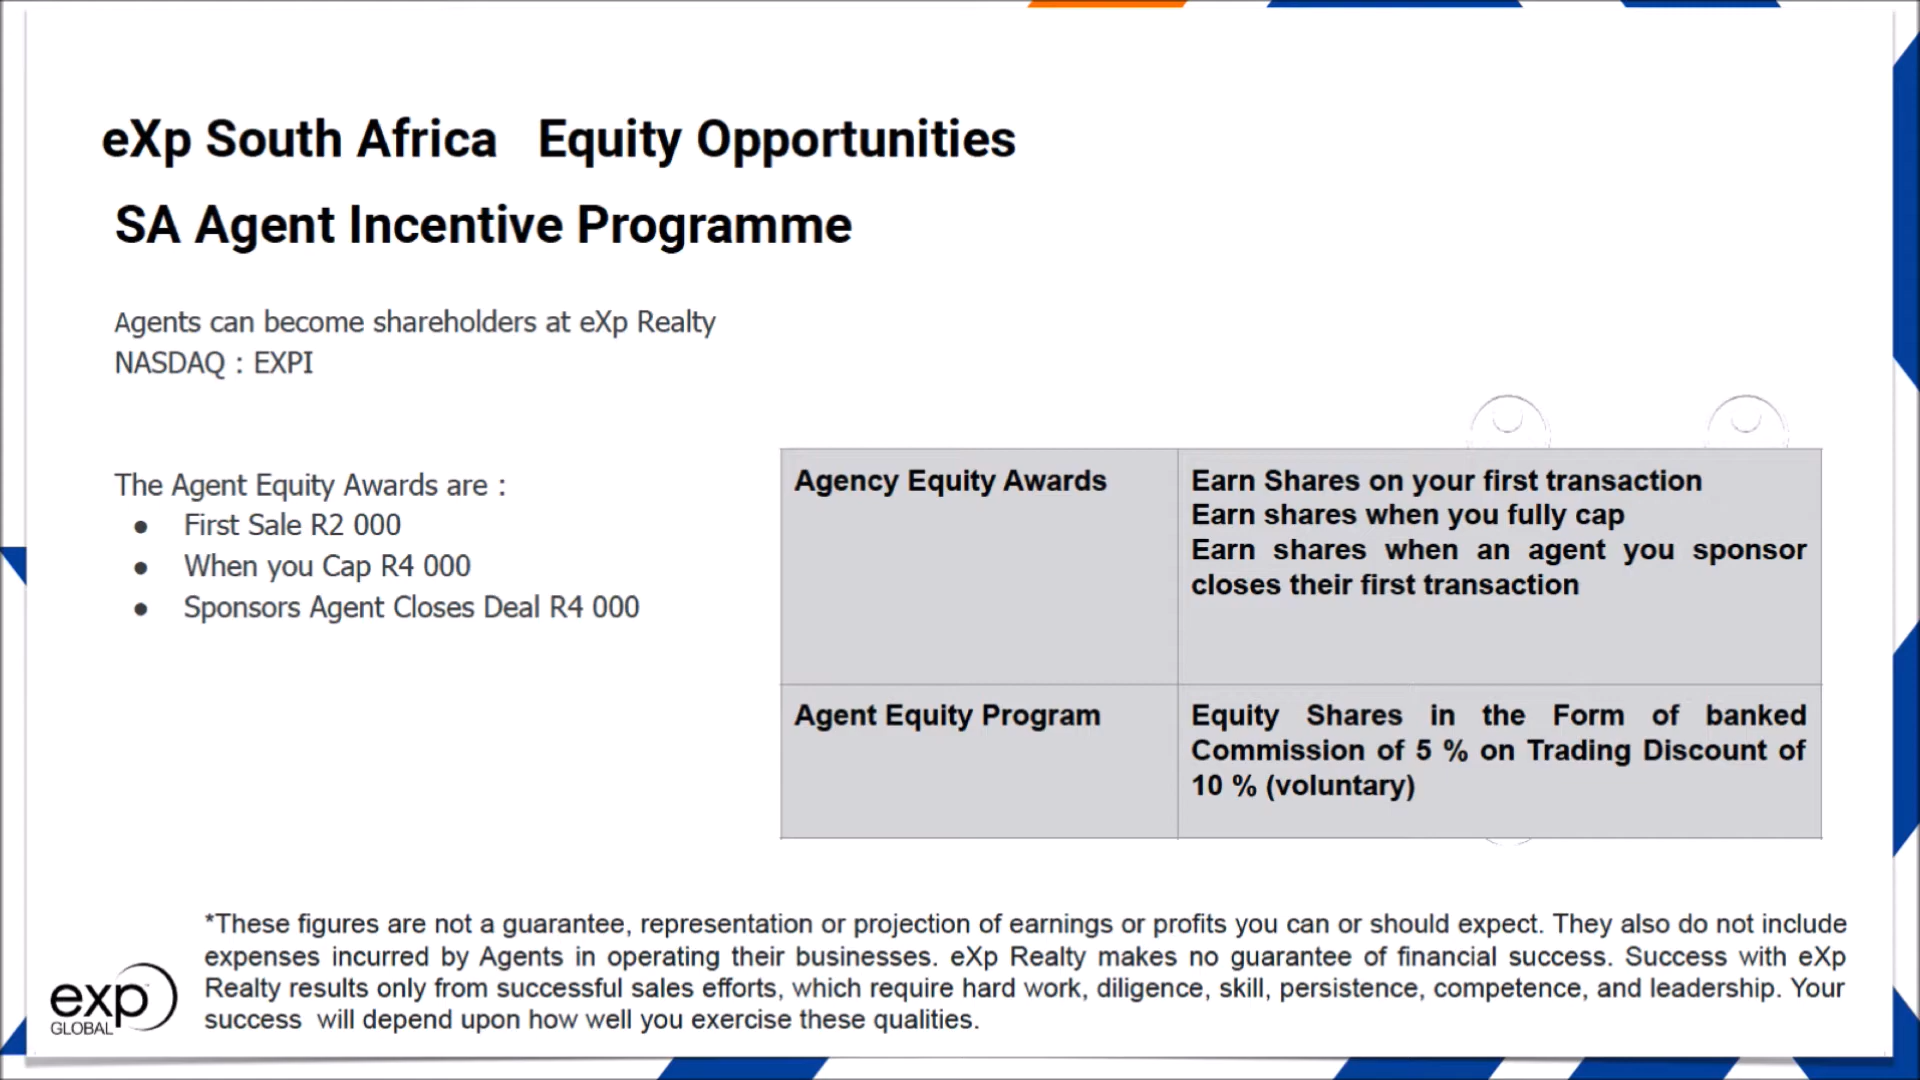 eXp South Africa Equity Opportunities
SA Agent Incentive Programme
Agents can become shareholders at eXp Realty
NASDAQ : EXPI
The Agent Equity Awards are :
● First Sale R2 000
● When you Cap R4 000
● Sponsors Agent Closes Deal R4 000
Agency Equity Awards
Earn Shares on your first transaction
Earn shares when you fully cap
Earn shares when an agent you sponsor
closes their first transaction
Agent Equity Program
Equity Shares in the Form of banked
Commission of 5 % on Trading Discount of
10 % (voluntary)
*These figures are not a guarantee, representation or projection of earnings or profits you can or should expect. They also do not include
expenses incurred by Agents in operating their businesses. eXp Realty makes no guarantee of financial success. Success with eXp
Realty results only from successful sales efforts, which require hard work, diligence, skill, persistence, competence, and leadership. Your
success will depend upon how well you exercise these qualities.
exp
GLOBAL